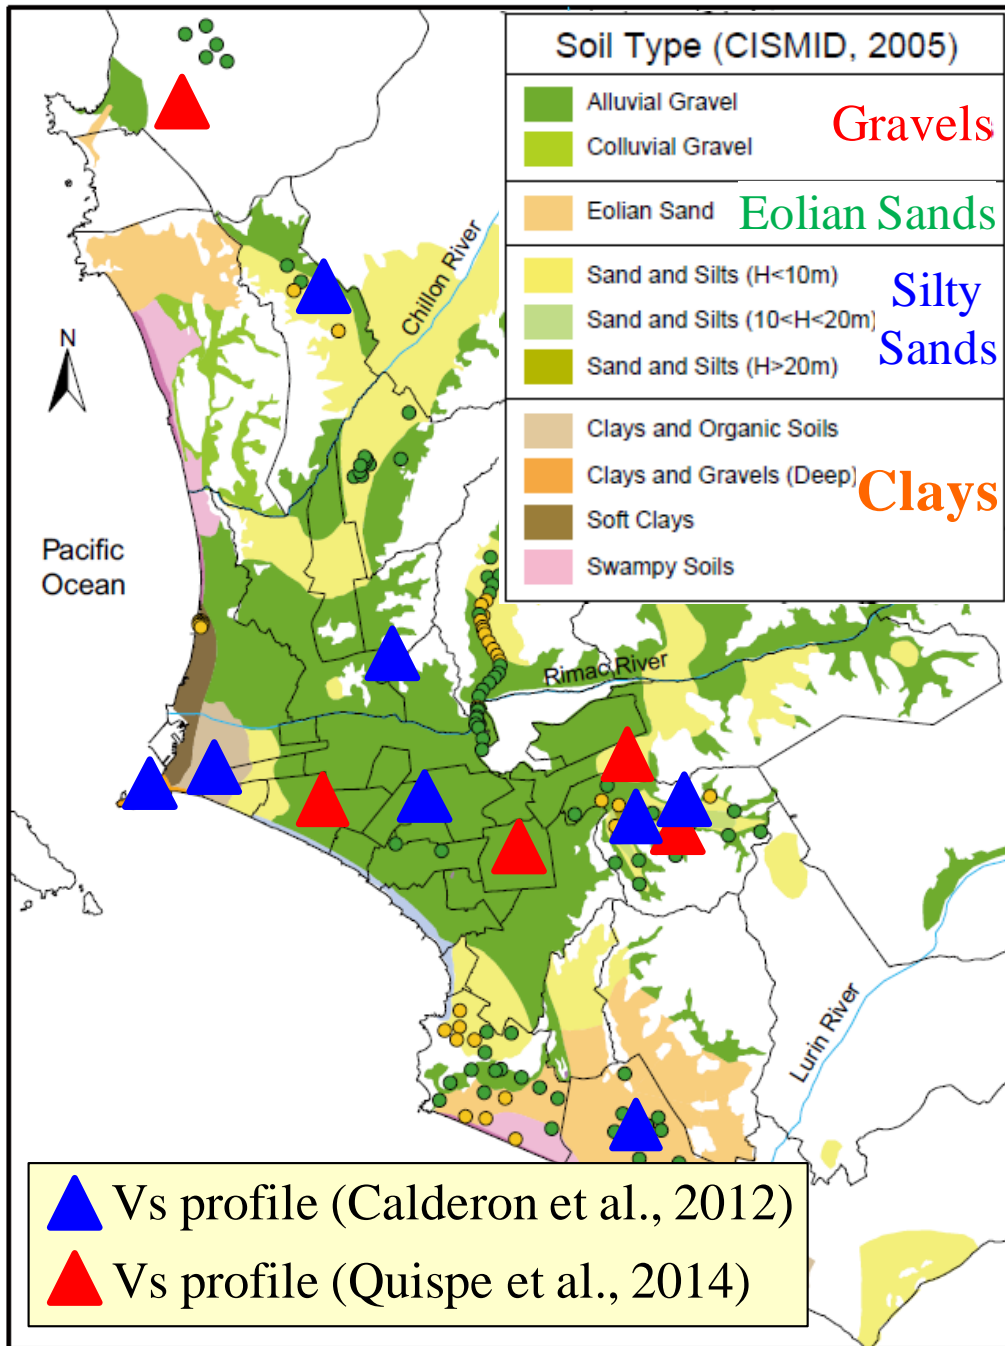 Soil Type (CISMID, 2005)
Alluvial Gravel
Colluvial Gravel
Gravels
Eolian Sand
Eolian Sands
Sand and Silts (H<10m)
Sand and Silts (10<H<20m)
Sand and Silts (H>20m)
Silty
Sands
Clays and Organic Soils
Clays and Gravels (Deep)
Soft Clays
Swampy Soils
Clays
Chillon River
N
Pacific
Ocean
Rimac River
Lurin River
Vs profile (Calderon et al., 2012)
Vs profile (Quispe et al., 2014)